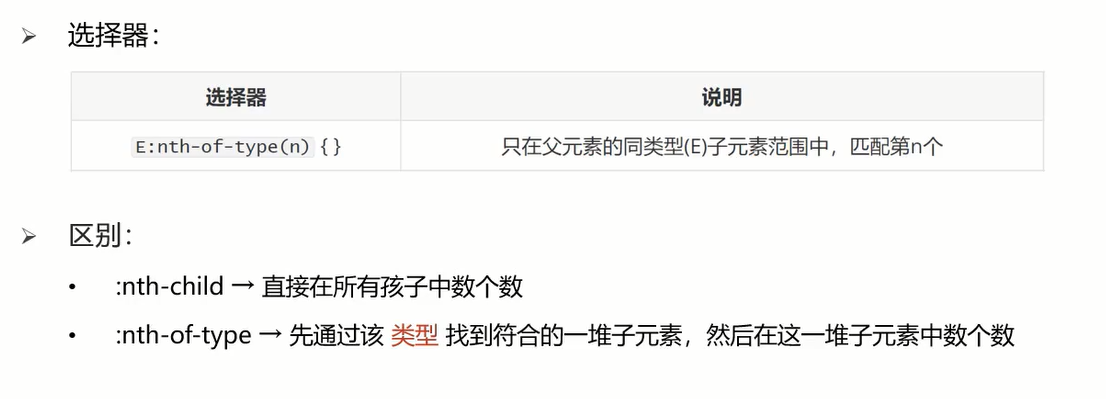 选择器：
选择器 说明
E:nth-of-type(n) {} 只在父元素的同类型(E)子元素范围中，匹配第n个
区别：
:nth-child → 直接在所有孩子中数个数
:nth-of-type → 先通过该 类型 找到符合的一堆子元素，然后在这一堆子元素中数个数